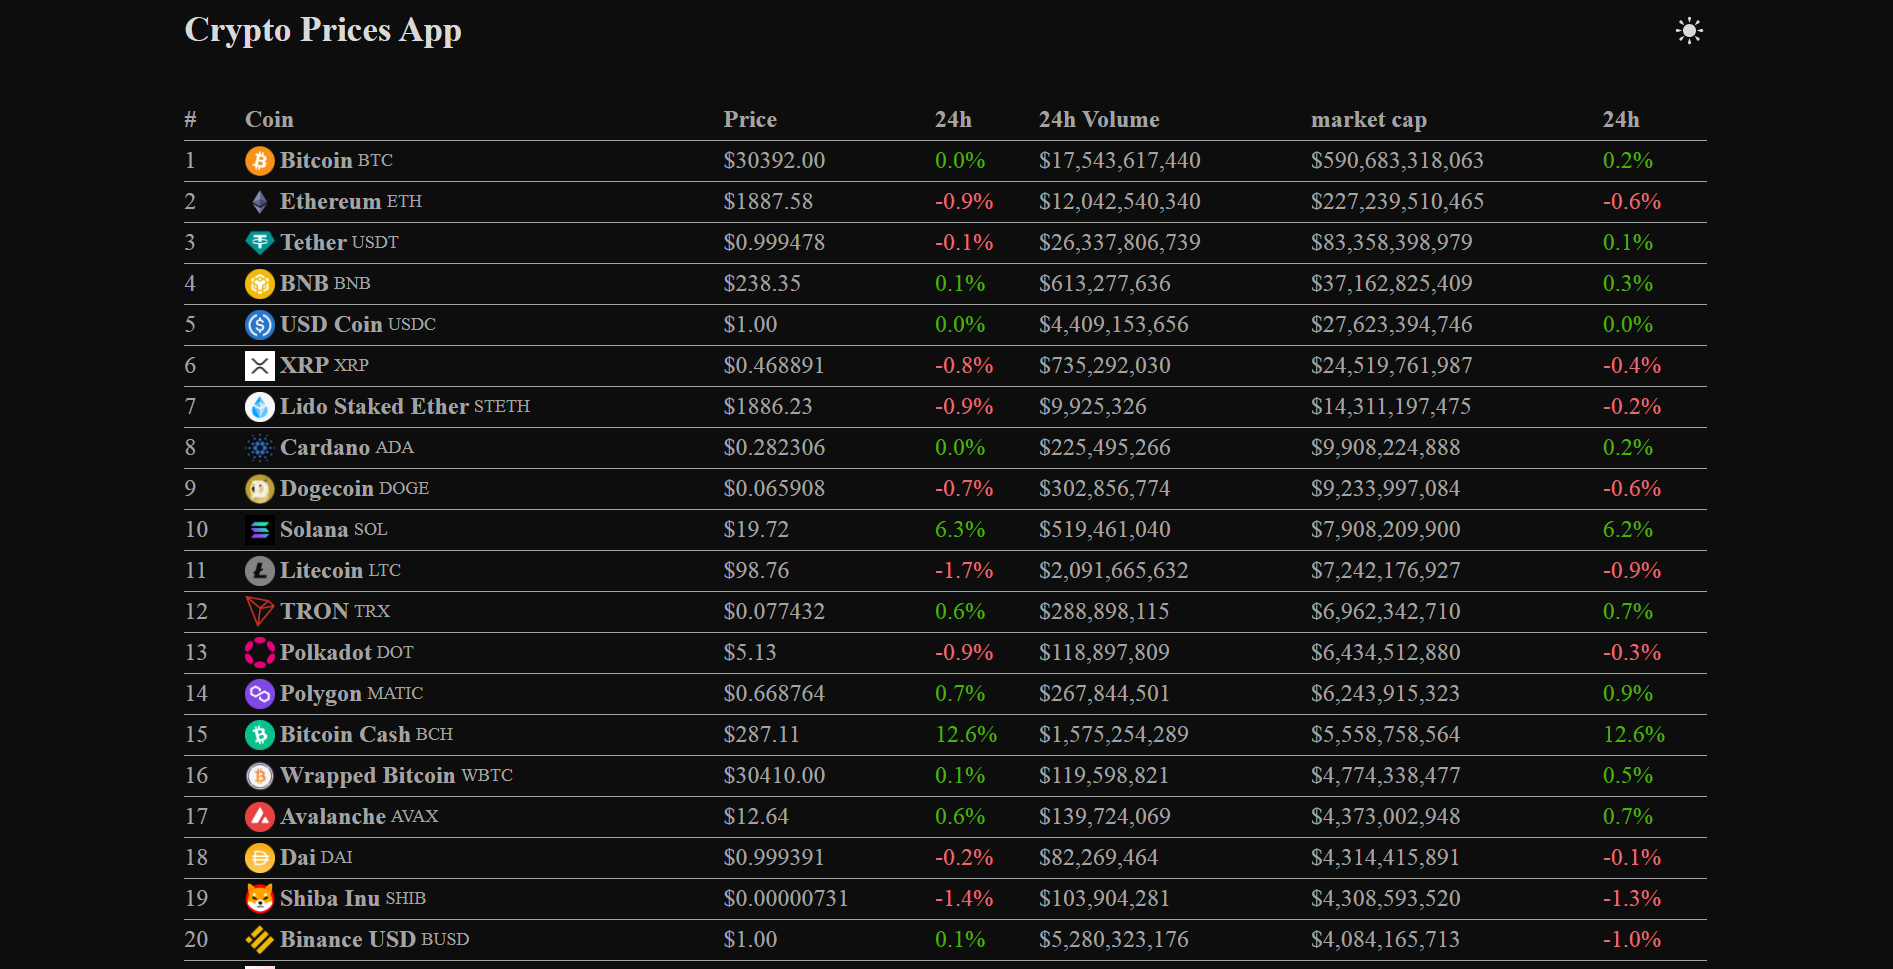 Crypto Prices App
# Coin Price 24h 24h Volume market cap 24h
1 Bitcoin BTC $30392.00 0.0% $17,543,617,440 $590,683,318,063 0.2%
2 Ethereum ETH $1887.58 -0.9% $12,042,540,340 $227,239,510,465 -0.6%
3 Tether USDT $0.999478 -0.1% $26,337,806,739 $83,358,398,979 0.1%
4 BNB BNB $238.35 0.1% $613,277,636 $37,162,825,409 0.3%
5 USD Coin USDC $1.00 0.0% $4,409,153,656 $27,623,394,746 0.0%
6 XRP XRP $0.468891 -0.8% $735,292,030 $24,519,761,987 -0.4%
7 Lido Staked Ether STETH $1886.23 -0.9% $9,925,326 $14,311,197,475 -0.2%
8 Cardano ADA $0.282306 0.0% $225,495,266 $9,908,224,888 0.2%
9 Dogecoin DOGE $0.065908 -0.7% $302,856,774 $9,233,997,084 -0.6%
10 Solana SOL $19.72 6.3% $519,461,040 $7,908,209,900 6.2%
11 Litecoin LTC $98.76 -1.7% $2,091,665,632 $7,242,176,927 -0.9%
12 TRON TRX $0.077432 0.6% $288,898,115 $6,962,342,710 0.7%
13 Polkadot DOT $5.13 -0.9% $118,897,809 $6,434,512,880 -0.3%
14 Polygon MATIC $0.668764 0.7% $267,844,501 $6,243,915,323 0.9%
15 Bitcoin Cash BCH $287.11 12.6% $1,575,254,289 $5,558,758,564 12.6%
16 Wrapped Bitcoin WBTC $30410.00 0.1% $119,598,821 $4,774,338,477 0.5%
17 Avalanche AVAX $12.64 0.6% $139,724,069 $4,373,002,948 0.7%
18 Dai DAI $0.999391 -0.2% $82,269,464 $4,314,415,891 -0.1%
19 Shiba Inu SHIB $0.00000731 -1.4% $103,904,281 $4,308,593,520 -1.3%
20 Binance USD BUSD $1.00 0.1% $5,280,323,176 $4,084,165,713 -1.0%